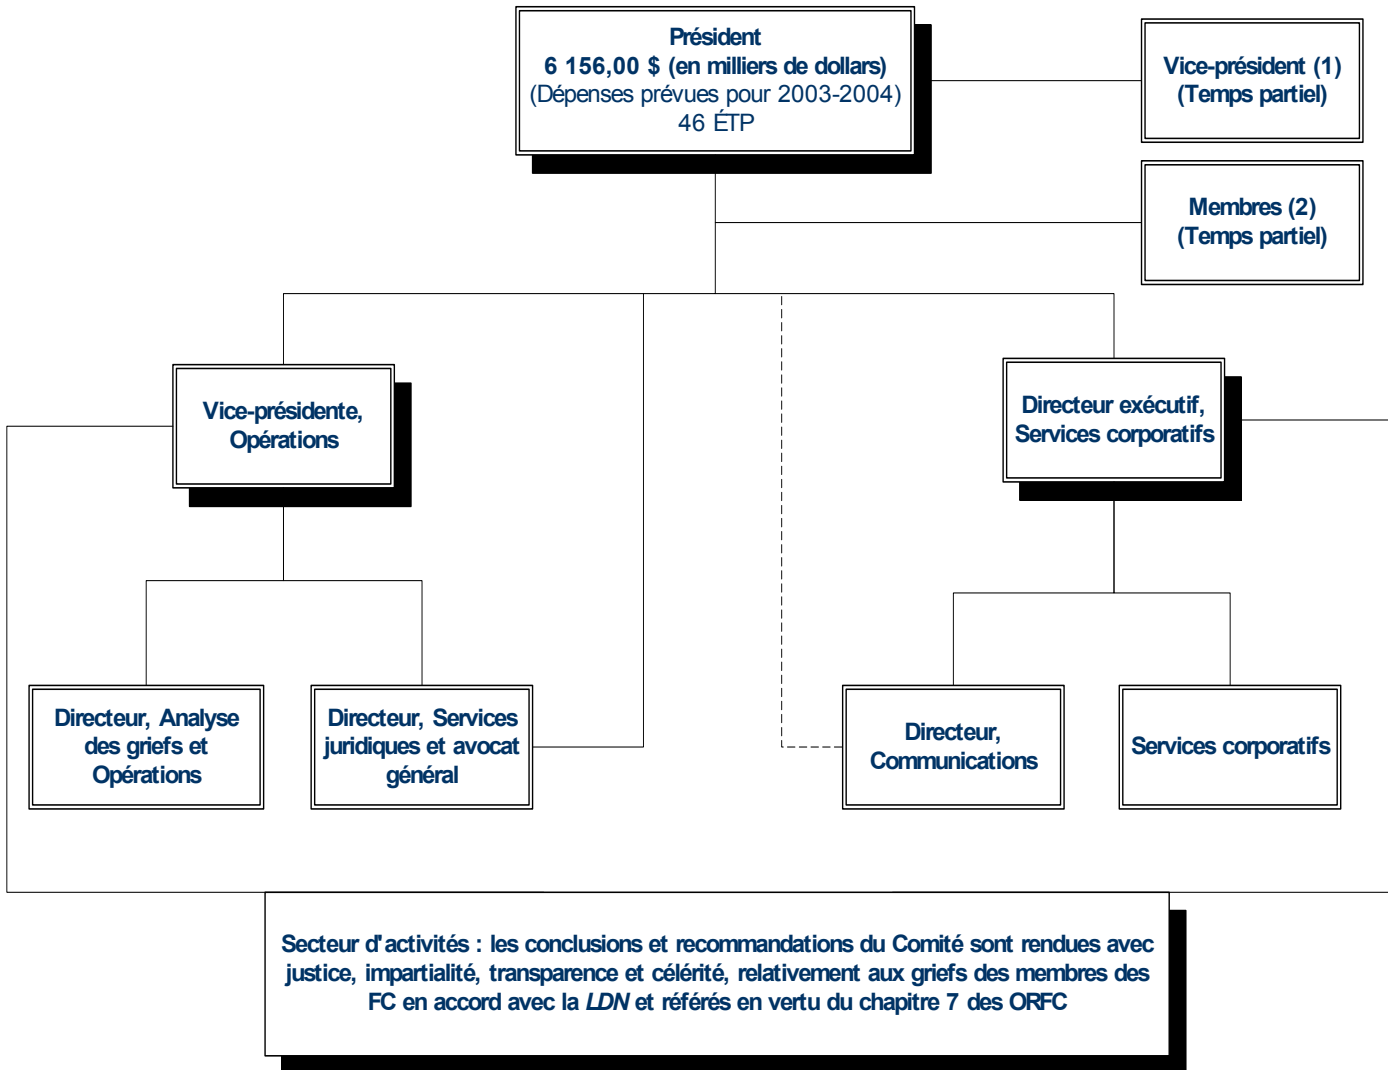 Président
6 156,00 $ (en milliers de dollars)
(Dépenses prévues pour 2003-2004)
46 ÉTP
Vice-président (1)
(Temps partiel)
Membres (2)
(Temps partiel)
Vice-présidente,
Opérations
Directeur exécutif,
Services corporatifs
Directeur, Analyse
des griefs et
Opérations
Directeur, Services
juridiques et avocat
général
Directeur,
Communications
Services corporatifs
Secteur d'activités : les conclusions et recommandations du Comité sont rendues avec
justice, impartialité, transparence et célérité, relativement aux griefs des membres des
FC en accord avec la LDN et référés en vertu du chapitre 7 des ORFC